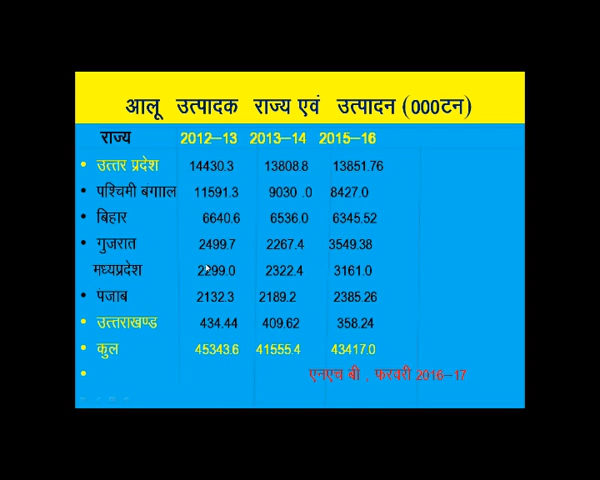 आलू उत्पादक राज्य एवं उत्पादन (000टन)
राज्य 2012–13 2013–14 2015–16
• उत्तर प्रदेश 14430.3 13808.8 13851.76
• पश्चिमी बंगााल 11591.3 9030 .0 8427.0
• बिहार 6640.6 6536.0 6345.52
• गुजरात 2499.7 2267.4 3549.38
मध्यप्रदेश 2299.0 2322.4 3161.0
• पंजाब 2132.3 2189.2 2385.26
• उत्तराखण्ड 434.44 409.62 358.24
• कुल 45343.6 41555.4 43417.0
• एनएच बी , फरवरी 2016–17